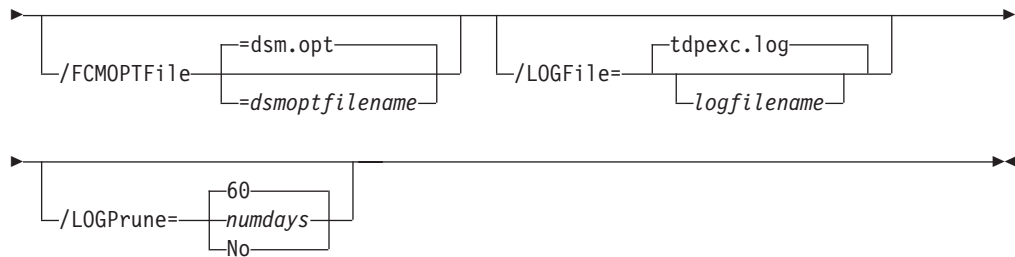 =dsm.opt
/FCMOPTFile
=dsmoptfilename
tdpexc.log
/LOGFile=
logfilename
60
/LOGPrune=
numdays
No